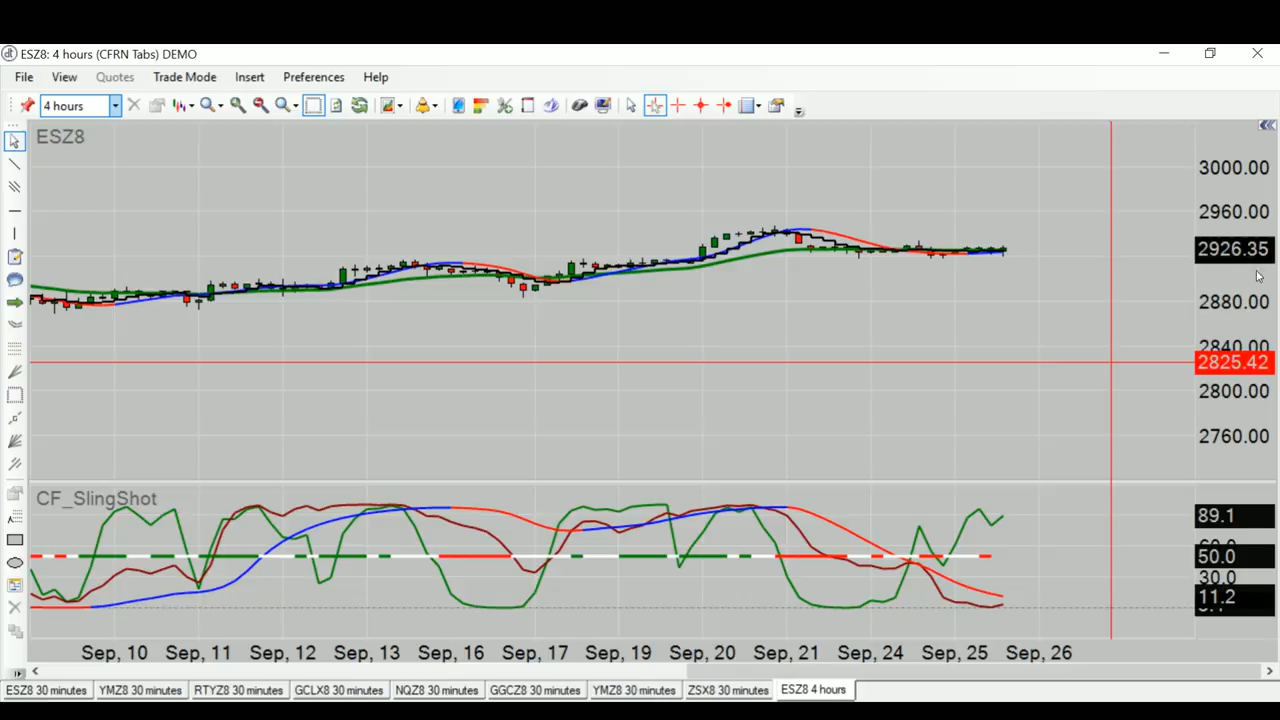 ESZ8: 4 hours (CFRN Tabs) DEMO
File View Quotes Trade Mode Insert Preferences Help
4 hours
ESZ8
3000.00
2960.00
2926.35
2880.00
2840.00
2825.42
2800.00
2760.00
CF_SlingShot
89.1
50.0
30.0
11.2
Sep, 10 Sep, 11 Sep, 12 Sep, 13 Sep, 16 Sep, 17 Sep, 19 Sep, 20 Sep, 21 Sep, 24 Sep, 25 Sep, 26
ESZ8 30 minutes YMZ8 30 minutes RTYZ8 30 minutes GCLX8 30 minutes NQZ8 30 minutes GGCZ8 30 minutes YMZ8 30 minutes ZSX8 30 minutes ESZ8 4 hours